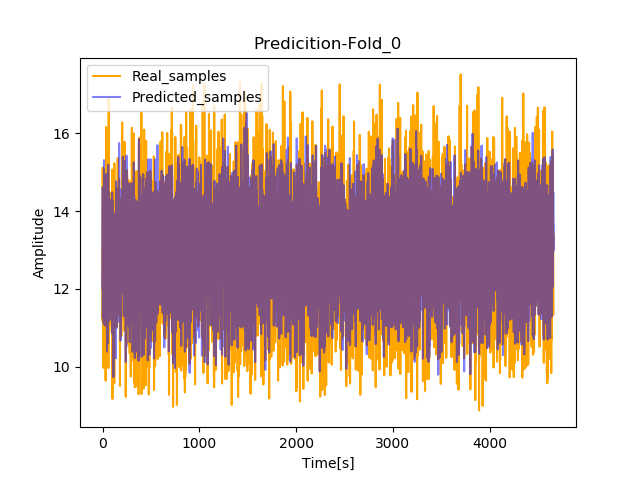 Predicition-Fold_0
Real_samples
Predicted_samples
16
14
12
10
Amplitude
0
1000
2000
3000
4000
Time[s]